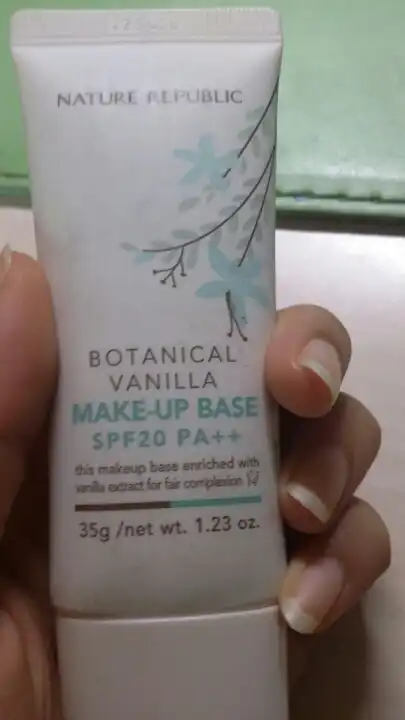 NATURE REPUBLIC
BOTANICAL
VANILLA
MAKE-UP BASE
SPF20 PA++
this makeup base enriched with
vanilla extract for fair complexion
35g /net wt. 1.23 oz.